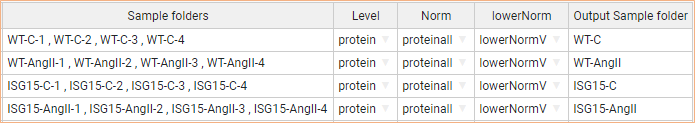 Sample folders Level Norm lowerNorm Output Sample folder
WT-C-1 , WT-C-2 , WT-C-3 , WT-C-4 protein proteinall lowerNormV WT-C
WT-AngII-1 , WT-AngII-2 , WT-AngII-3 , WT-AngII-4 protein proteinall lowerNormV WT-AngII
ISG15-C-1 , ISG15-C-2 , ISG15-C-3 , ISG15-C-4 protein proteinall lowerNormV ISG15-C
ISG15-AngII-1 , ISG15-AngII-2 , ISG15-AngII-3 , ISG15-AngII-4 protein proteinall lowerNormV ISG15-AngII